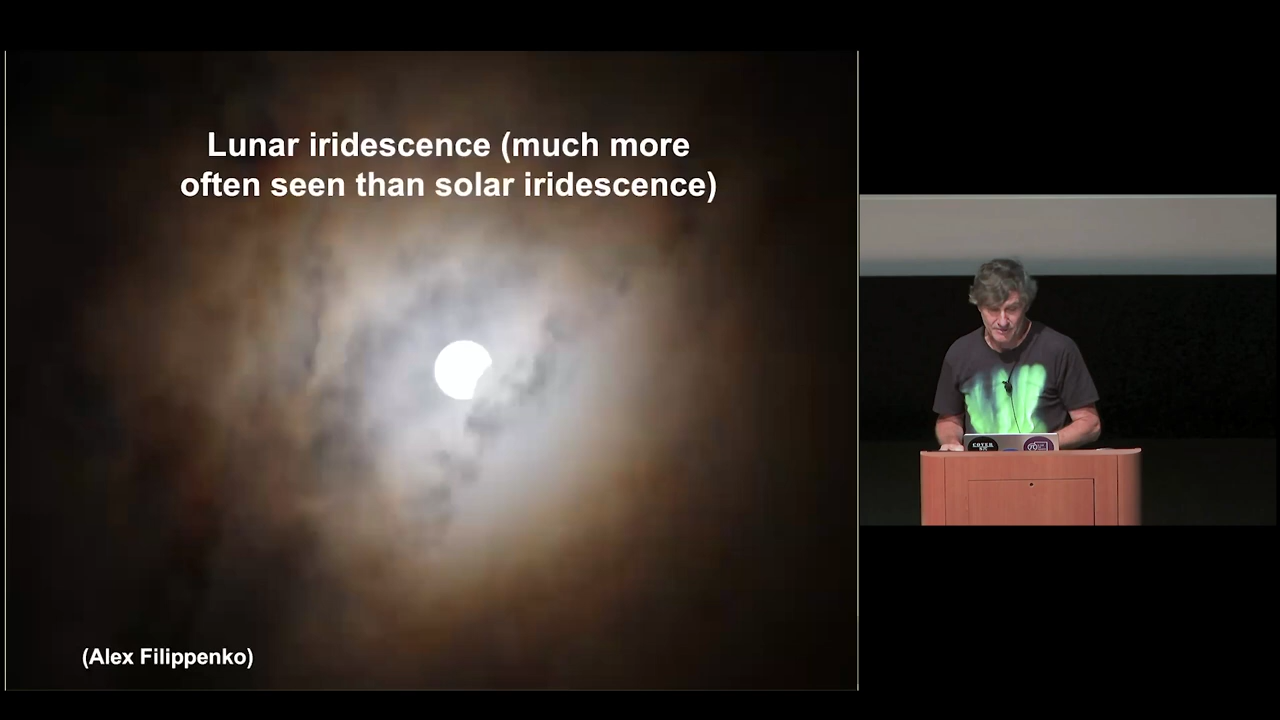 Lunar iridescence (much more
often seen than solar iridescence)
(Alex Filippenko)